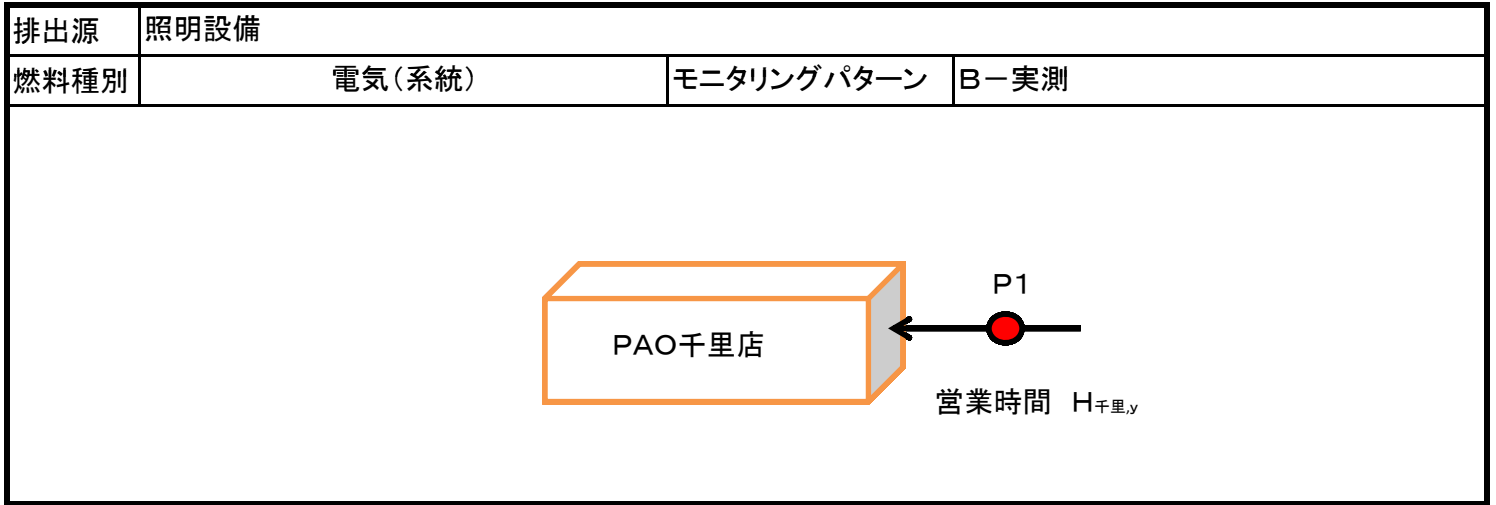 排出源 照明設備
燃料種別 電気(系統) モニタリングパターン B-実測
P1
PAO千里店
営業時間 H千里,y